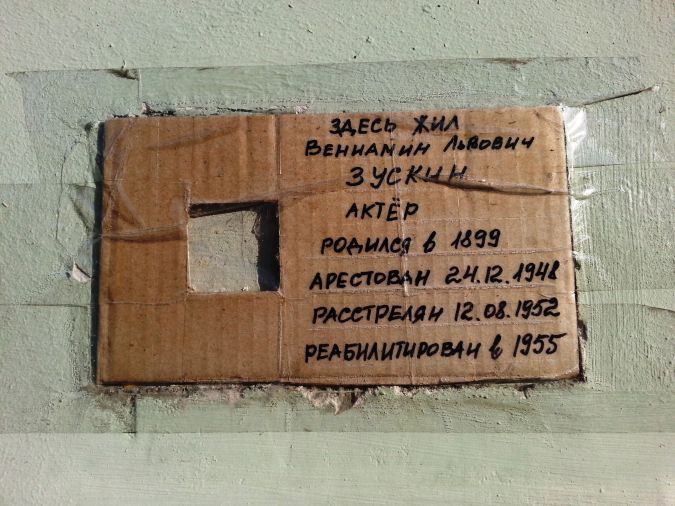 ЗДЕСЬ ЖИЛ
ВЕНИАМИН ЛЬВОВИЧ
ЗУСКИН
АКТЁР
РОДИЛСЯ в 1899
АРЕСТОВАН 24.12.1948
РАССТРЕЛЯН 12.08.1952
РЕАБИЛИТИРОВАН в 1955